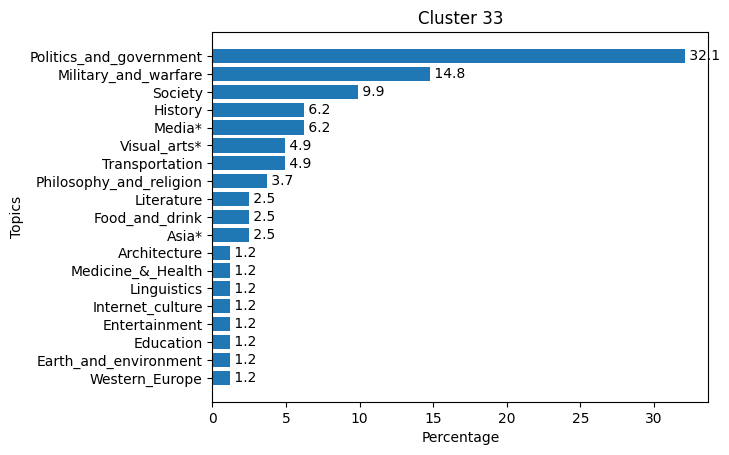 Cluster 33
Politics_and_government 32.1
Military_and_warfare 14.8
Society 9.9
History 6.2
Media* 6.2
Visual_arts* 4.9
Transportation 4.9
Philosophy_and_religion 3.7
Literature 2.5
Food_and_drink 2.5
Asia* 2.5
Architecture 1.2
Medicine_&_Health 1.2
Linguistics 1.2
Internet_culture 1.2
Entertainment 1.2
Education 1.2
Earth_and_environment 1.2
Western_Europe 1.2
Topics
0 5 10 15 20 25 30
Percentage